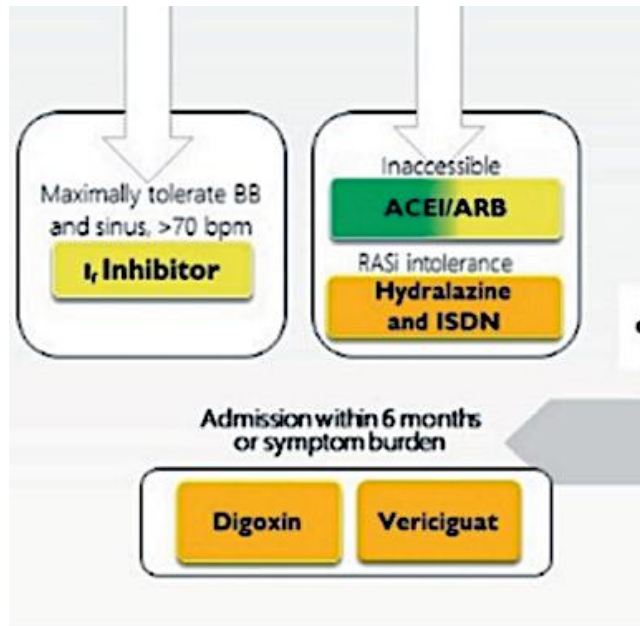 Maximally tolerate BB
and sinus, >70 bpm
If Inhibitor
Inaccessible
ACEI/ARB
RASi intolerance
Hydralazine
and ISDN
Admission within 6 months
or symptom burden
Digoxin
Vericiguat